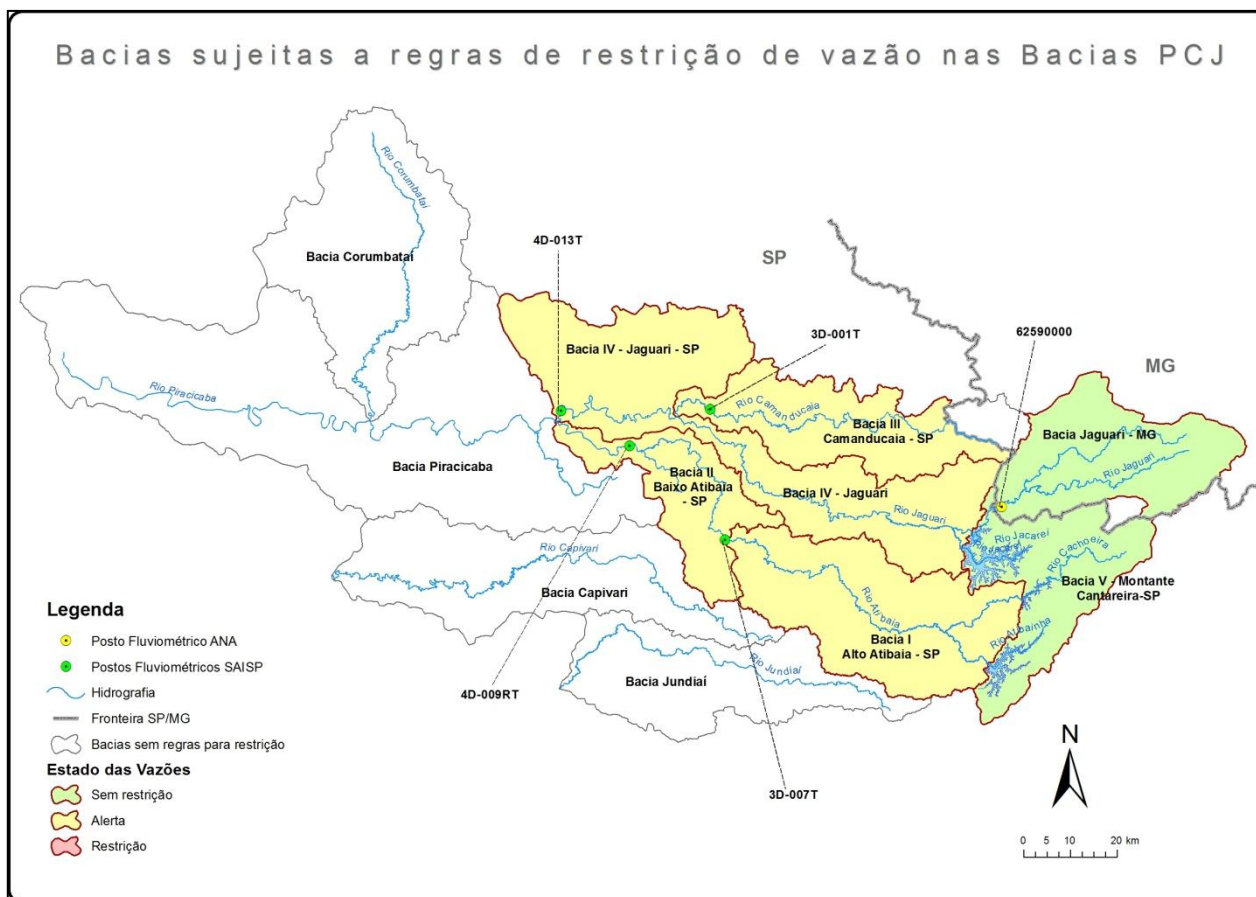 Bacias sujeitas a regras de restrição de vazão nas Bacias PCJ
Rio Corumbataí
Bacia Corumbataí
4D-013T
SP
3D-001T
62590000
MG
Bacia IV - Jaguari - SP
Rio Piracicaba
Rio Camanducaia
Bacia III
Camanducaia - SP
Bacia Jaguari - MG
Rio Jaguari
Bacia Piracicaba
Bacia II
Baixo Atibaia
- SP
Bacia IV - Jaguari
Rio Jaguari
Rio Jacareí
Rio Cachoeira
Bacia V - Montante
Cantareira-SP
Rio Capivari
Bacia Capivari
Rio Atibaia
Rio Atibainha
Bacia I
Alto Atibaia - SP
Rio Jundiaí
Bacia Jundiaí
4D-009RT
3D-007T
Legenda
Posto Fluviométrico ANA
Postos Fluviométricos SAISP
Hidrografia
Fronteira SP/MG
Bacias sem regras para restrição
Estado das Vazões
Sem restrição
Alerta
Restrição
N
0 5 10 20 km